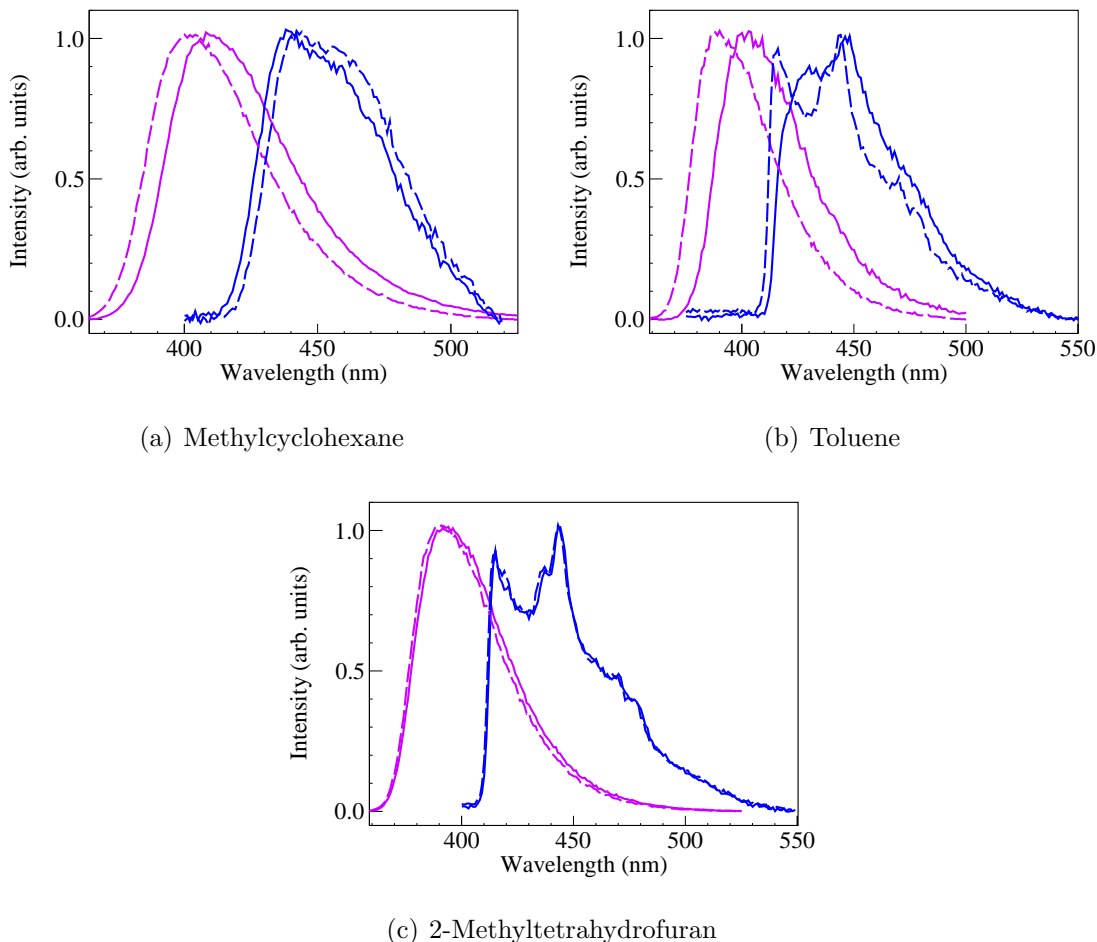 1.0
0.5
0.0
Intensity (arb. units)
400
450
500
Wavelength (nm)
(a) Methylcyclohexane
1.0
0.5
0.0
Intensity (arb. units)
400
450
500
550
Wavelength (nm)
(b) Toluene
1.0
0.5
0.0
Intensity (arb. units)
400
450
500
550
Wavelength (nm)
(c) 2-Methyltetrahydrofuran